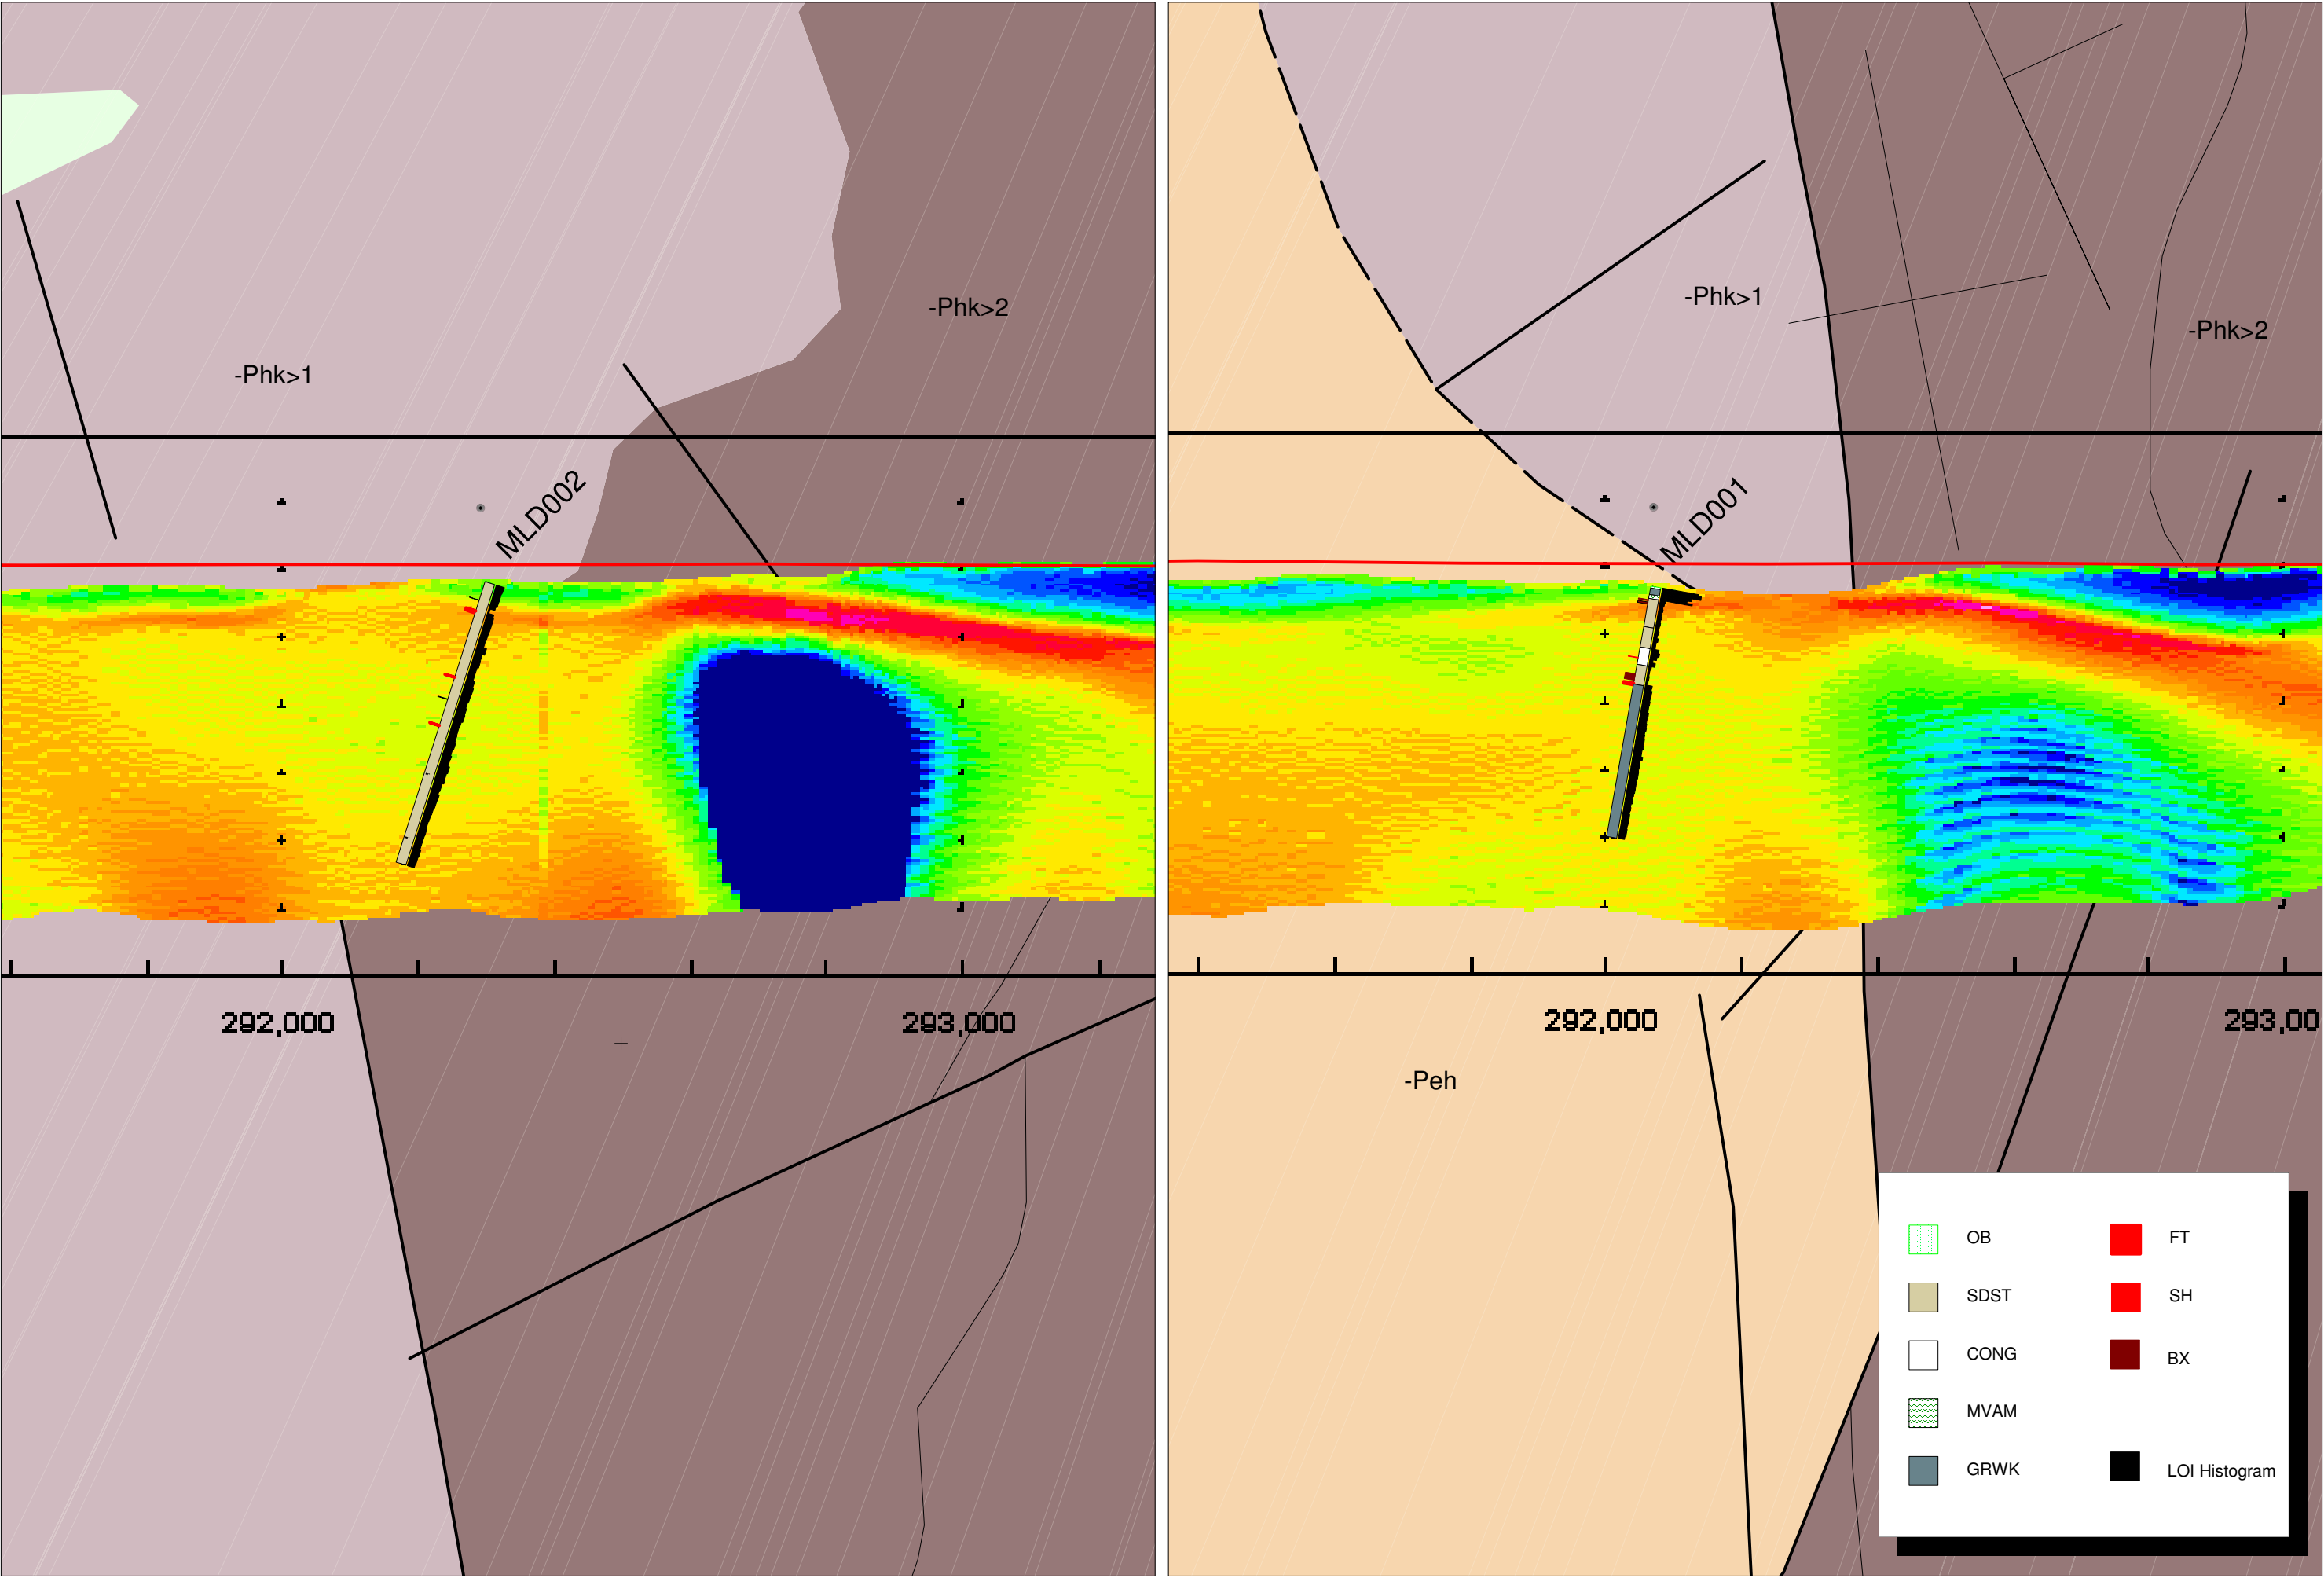 -Phk>2
-Phk>1
MLD002
292,000
293,000
-Phk>1
-Phk>2
MLD001
292,000
293,00
-Peh
OB
FT
SDST
SH
CONG
BX
MVAM
GRWK
LOI Histogram